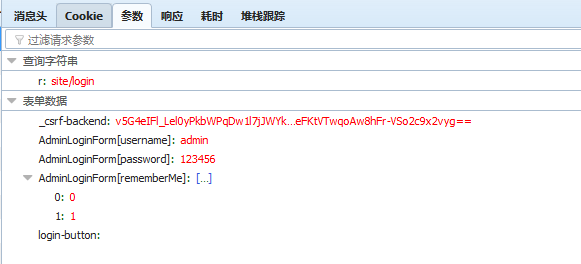 消息头 Cookie 参数 响应 耗时 堆栈跟踪
过滤请求参数
查询字符串
r: site/login
表单数据
_csrf-backend: v5G4eIFl_Lel0yPkbWPqDw1l7jJWYk…eFKtVTwqoAw8hFr-VSo2c9x2vyg==
AdminLoginForm[username]: admin
AdminLoginForm[password]: 123456
AdminLoginForm[rememberMe]: […]
0: 0
1: 1
login-button: